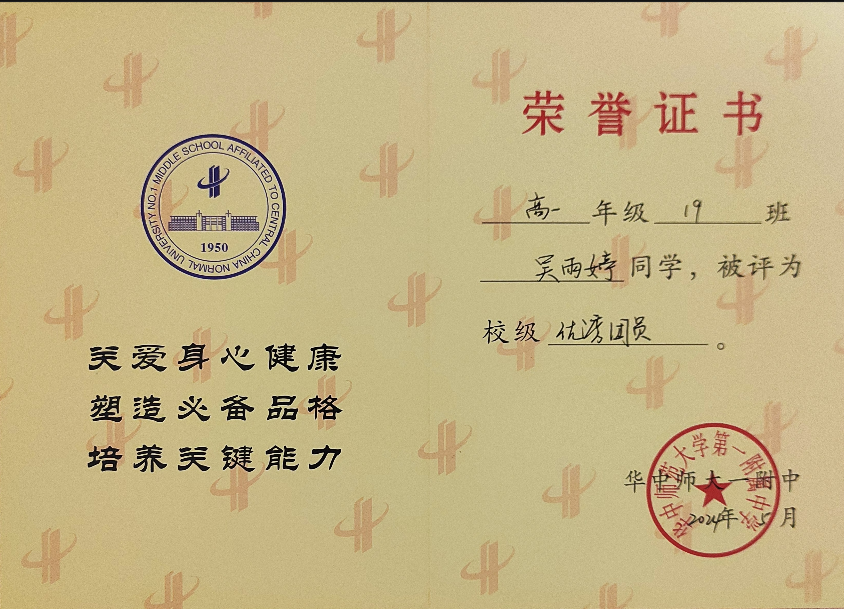 NO.1 MIDDLE SCHOOL AFFILIATED TO CENTRAL CHINA NORMAL UNIVERSITY
1950
关爱身心健康
塑造必备品格
培养关键能力
荣誉证书
高一年级19班
吴雨婷同学，被评为
校级优秀团员。
华中师大一附中
2024年5月
华中师范大学第一附属中学